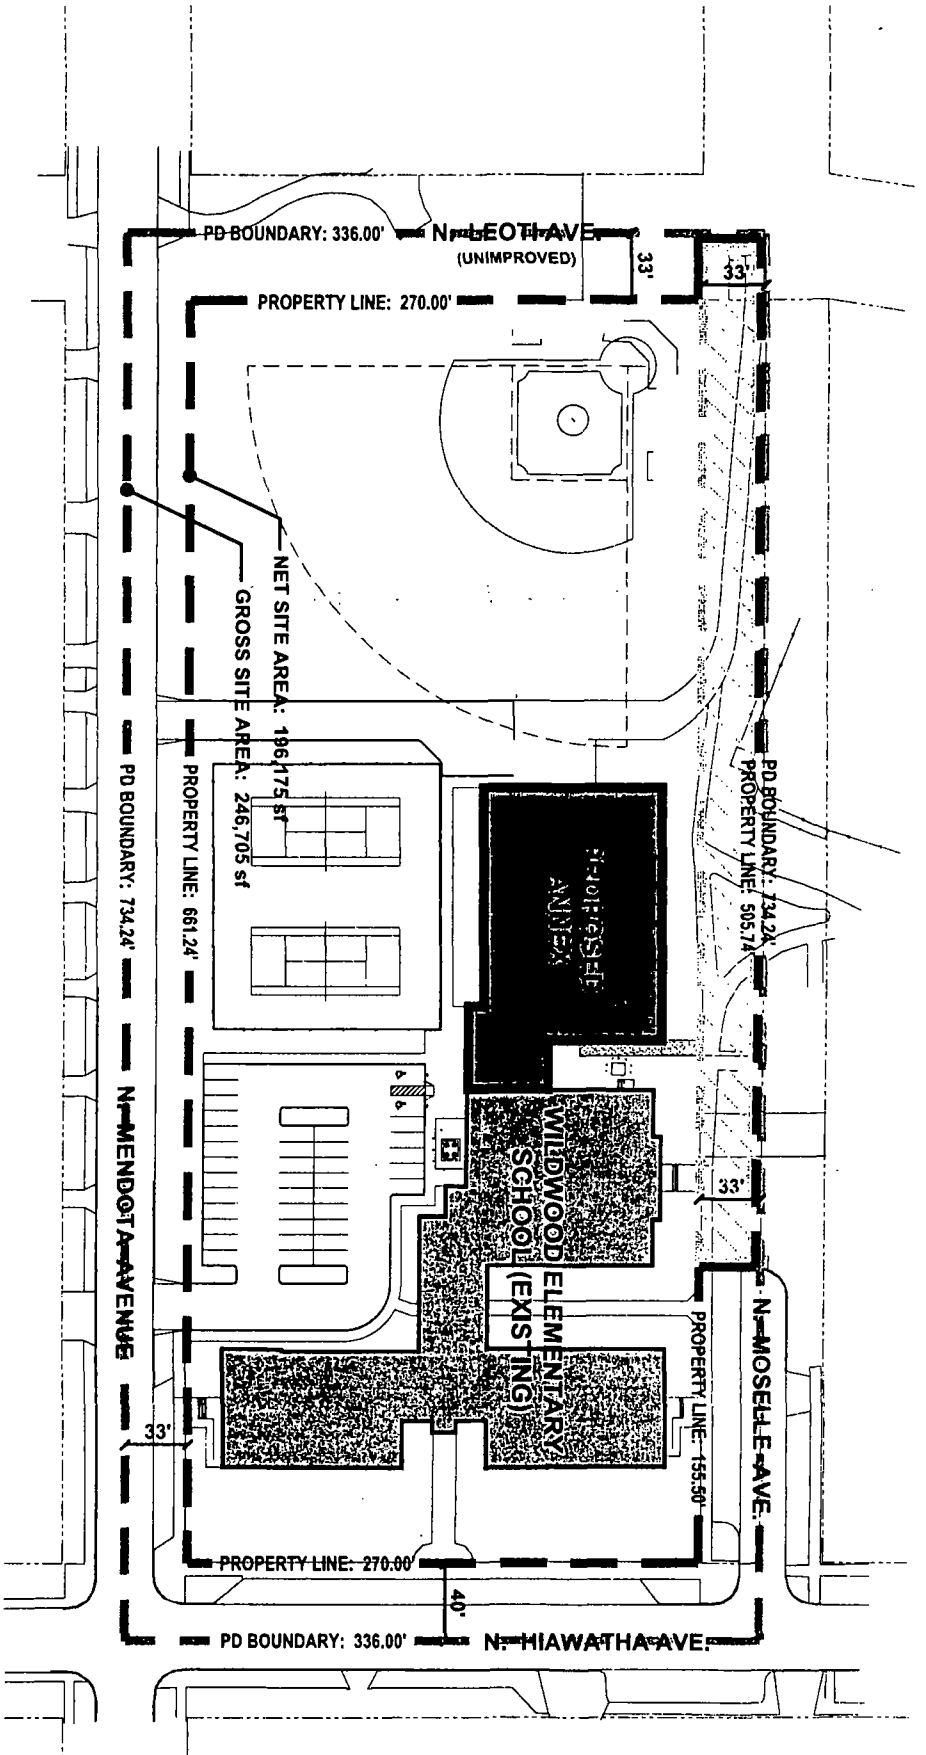 PD BOUNDARY: 336.00'
N. LEOTI AVE.
(UNIMPROVED)
33'
33'
PROPERTY LINE: 270.00'
NET SITE AREA: 196,175 sf
GROSS SITE AREA: 246,705 sf
PD BOUNDARY: 734.24'
PROPERTY LINE: 505.74'
PROPERTY LINE: 661.24'
PD BOUNDARY: 734.24'
PROPOSED
ANNEX
WILDWOOD ELEMENTARY
SCHOOL (EXISTING)
33'
N. MENDOTA AVENUE
N. MOSELLE AVE.
PROPERTY LINE: 155.50'
33'
PROPERTY LINE: 270.00'
40'
PD BOUNDARY: 336.00'
N. HIAWATHA AVE.